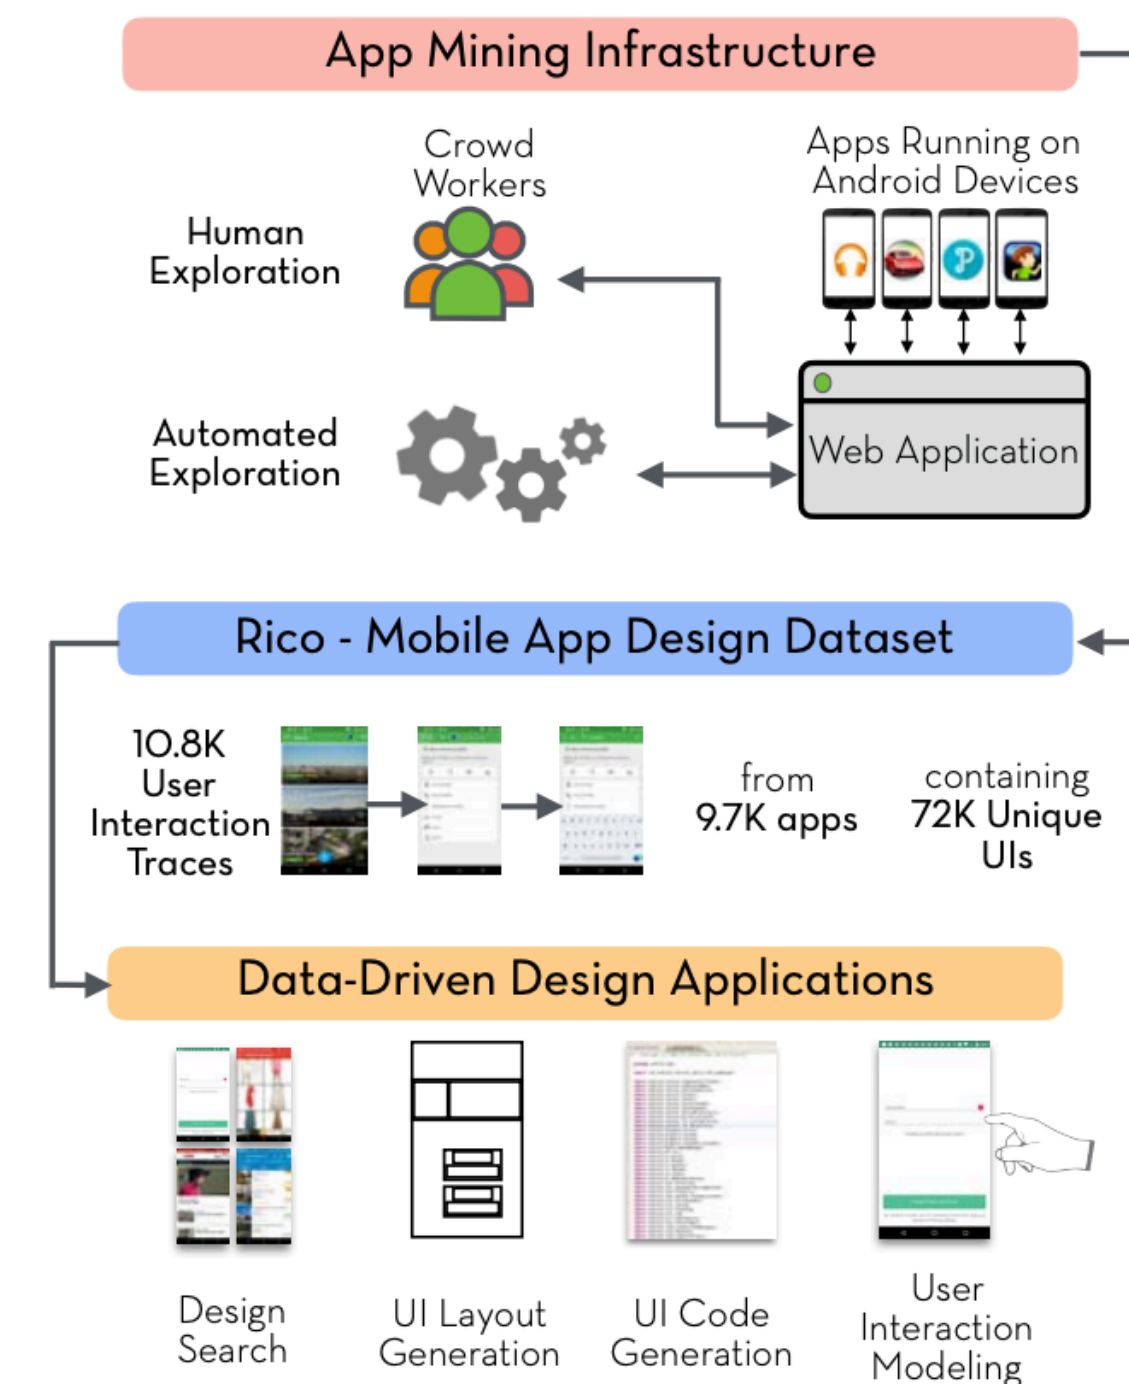 App Mining Infrastructure
Crowd
Workers
Apps Running on
Android Devices
Human
Exploration
Automated
Exploration
Web Application
Rico - Mobile App Design Dataset
10.8K
User
Interaction
Traces
from
9.7K apps
containing
72K Unique
UIs
Data-Driven Design Applications
Design
Search
UI Layout
Generation
UI Code
Generation
User
Interaction
Modeling